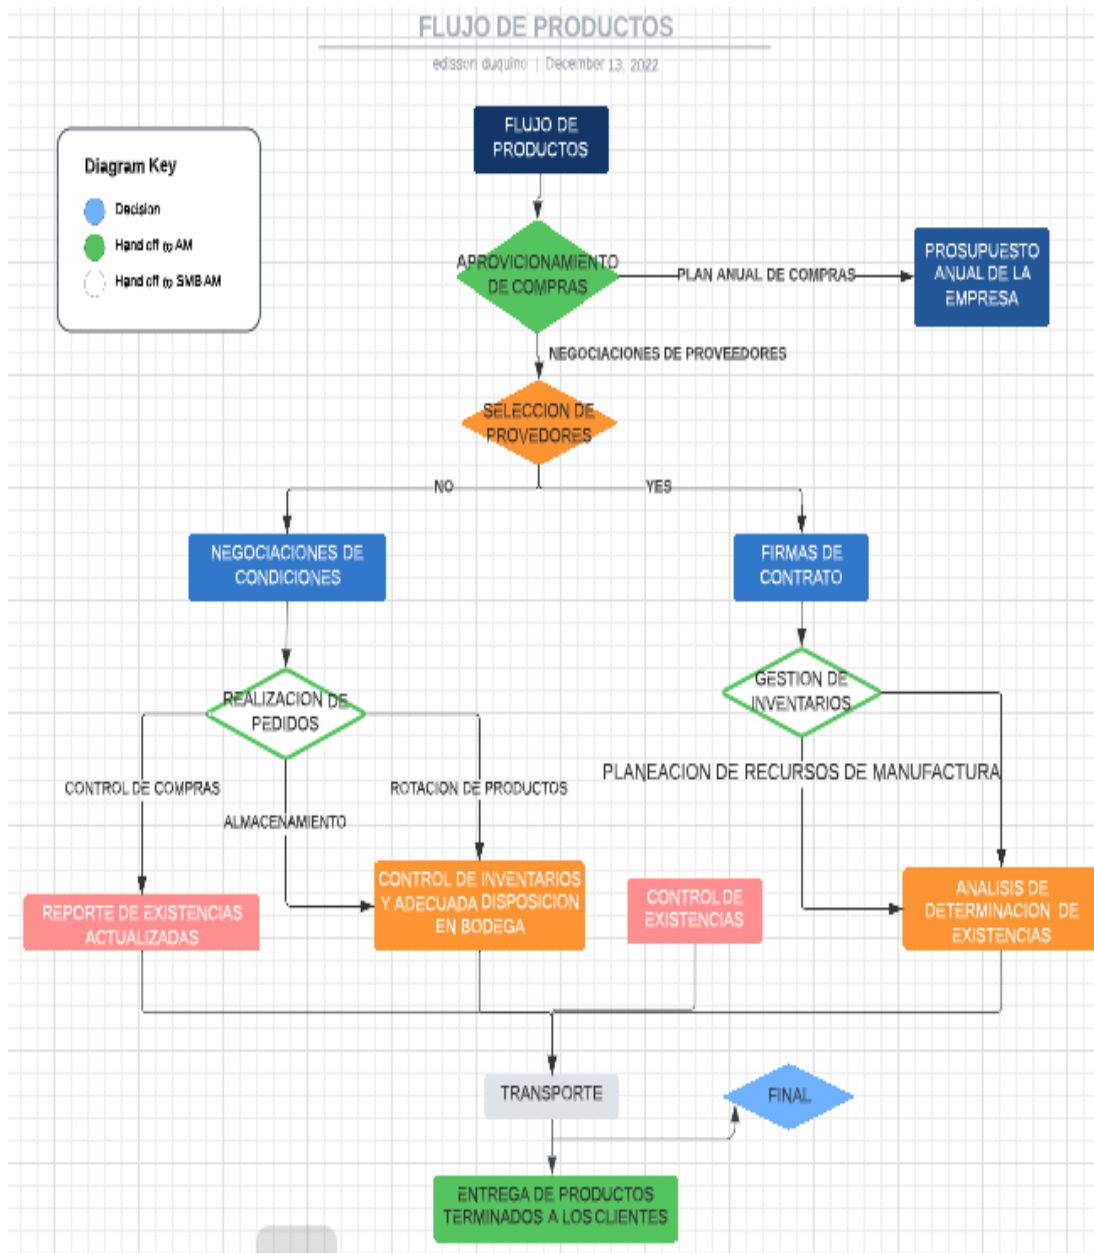 FLUJO DE PRODUCTOS
edisson duquino | December 13, 2022
FLUJO DE
PRODUCTOS
Diagram Key
Decision
Hand off to AM
Hand off to SMB AM
APROVICIONAMIENTO
DE COMPRAS
PLAN ANUAL DE COMPRAS
PROSUPUESTO
ANUAL DE LA
EMPRESA
NEGOCIACIONES DE PROVEEDORES
SELECCION DE
PROVEDORES
NO
YES
NEGOCIACIONES DE
CONDICIONES
FIRMAS DE
CONTRATO
REALIZACION DE
PEDIDOS
GESTION DE
INVENTARIOS
CONTROL DE COMPRAS
ROTACION DE PRODUCTOS
ALMACENAMIENTO
PLANEACION DE RECURSOS DE MANUFACTURA
REPORTE DE EXISTENCIAS
ACTUALIZADAS
CONTROL DE INVENTARIOS
Y ADECUADA DISPOSICION
EN BODEGA
CONTROL DE
EXISTENCIAS
ANALISIS DE
DETERMINACION DE
EXISTENCIAS
TRANSPORTE
FINAL
ENTREGA DE PRODUCTOS
TERMINADOS A LOS CLIENTES